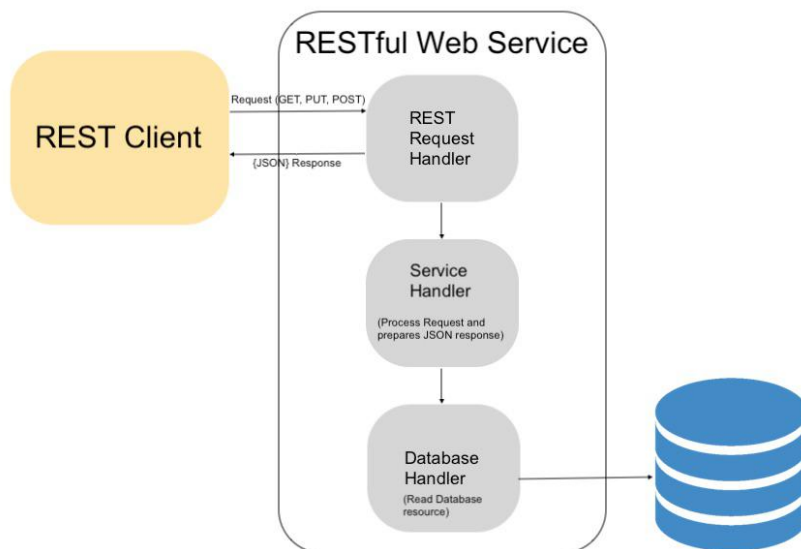 RESTful Web Service
REST Client
Request (GET, PUT, POST)
{JSON} Response
REST
Request
Handler
Service
Handler
(Process Request and
prepares JSON response)
Database
Handler
(Read Database
resource)